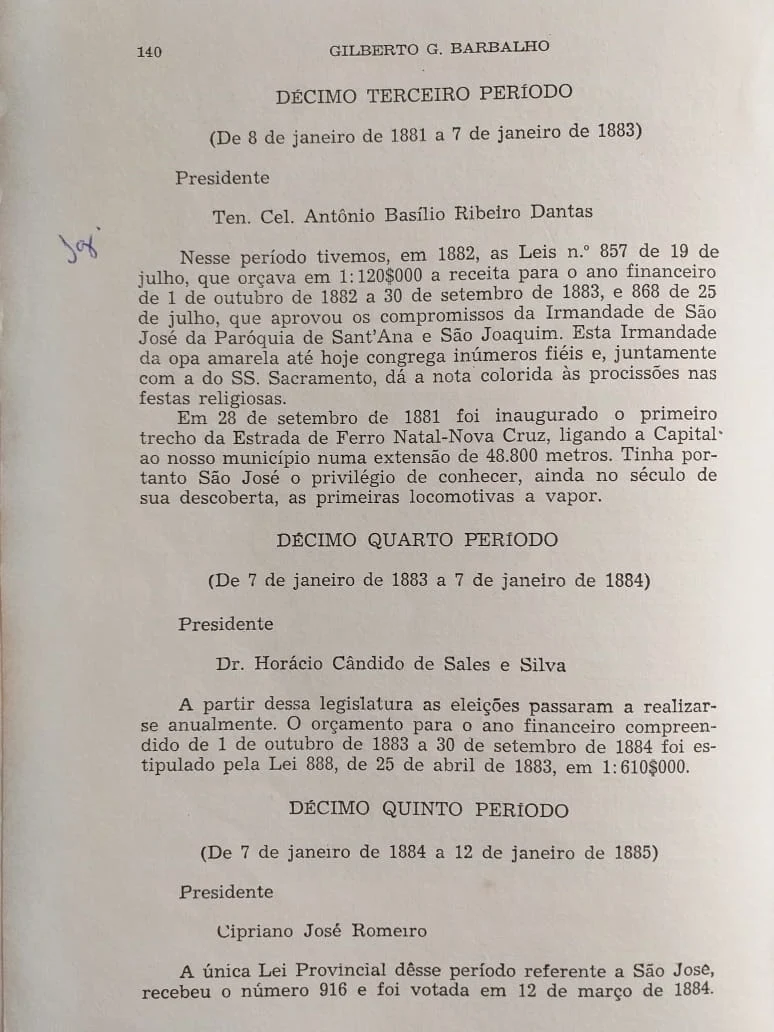 140 GILBERTO G. BARBALHO
DÉCIMO TERCEIRO PERÍODO
(De 8 de janeiro de 1881 a 7 de janeiro de 1883)
Presidente
Ten. Cel. Antônio Basílio Ribeiro Dantas
Nesse período tivemos, em 1882, as Leis n.º 857 de 19 de
julho, que orçava em 1:120$000 a receita para o ano financeiro
de 1 de outubro de 1882 a 30 de setembro de 1883, e 868 de 25
de julho, que aprovou os compromissos da Irmandade de São
José da Paróquia de Sant'Ana e São Joaquim. Esta Irmandade
da opa amarela até hoje congrega inúmeros fiéis e, juntamente
com a do SS. Sacramento, dá a nota colorida às procissões nas
festas religiosas.
Em 28 de setembro de 1881 foi inaugurado o primeiro
trecho da Estrada de Ferro Natal-Nova Cruz, ligando a Capital
ao nosso município numa extensão de 48.800 metros. Tinha por-
tanto São José o privilégio de conhecer, ainda no século de
sua descoberta, as primeiras locomotivas a vapor.
DÉCIMO QUARTO PERÍODO
(De 7 de janeiro de 1883 a 7 de janeiro de 1884)
Presidente
Dr. Horácio Cândido de Sales e Silva
A partir dessa legislatura as eleições passaram a realizar-
se anualmente. O orçamento para o ano financeiro compreen-
dido de 1 de outubro de 1883 a 30 de setembro de 1884 foi es-
tipulado pela Lei 888, de 25 de abril de 1883, em 1:610$000.
DÉCIMO QUINTO PERÍODO
(De 7 de janeiro de 1884 a 12 de janeiro de 1885)
Presidente
Cipriano José Romeiro
A única Lei Provincial dêsse período referente a São José,
recebeu o número 916 e foi votada em 12 de março de 1884.